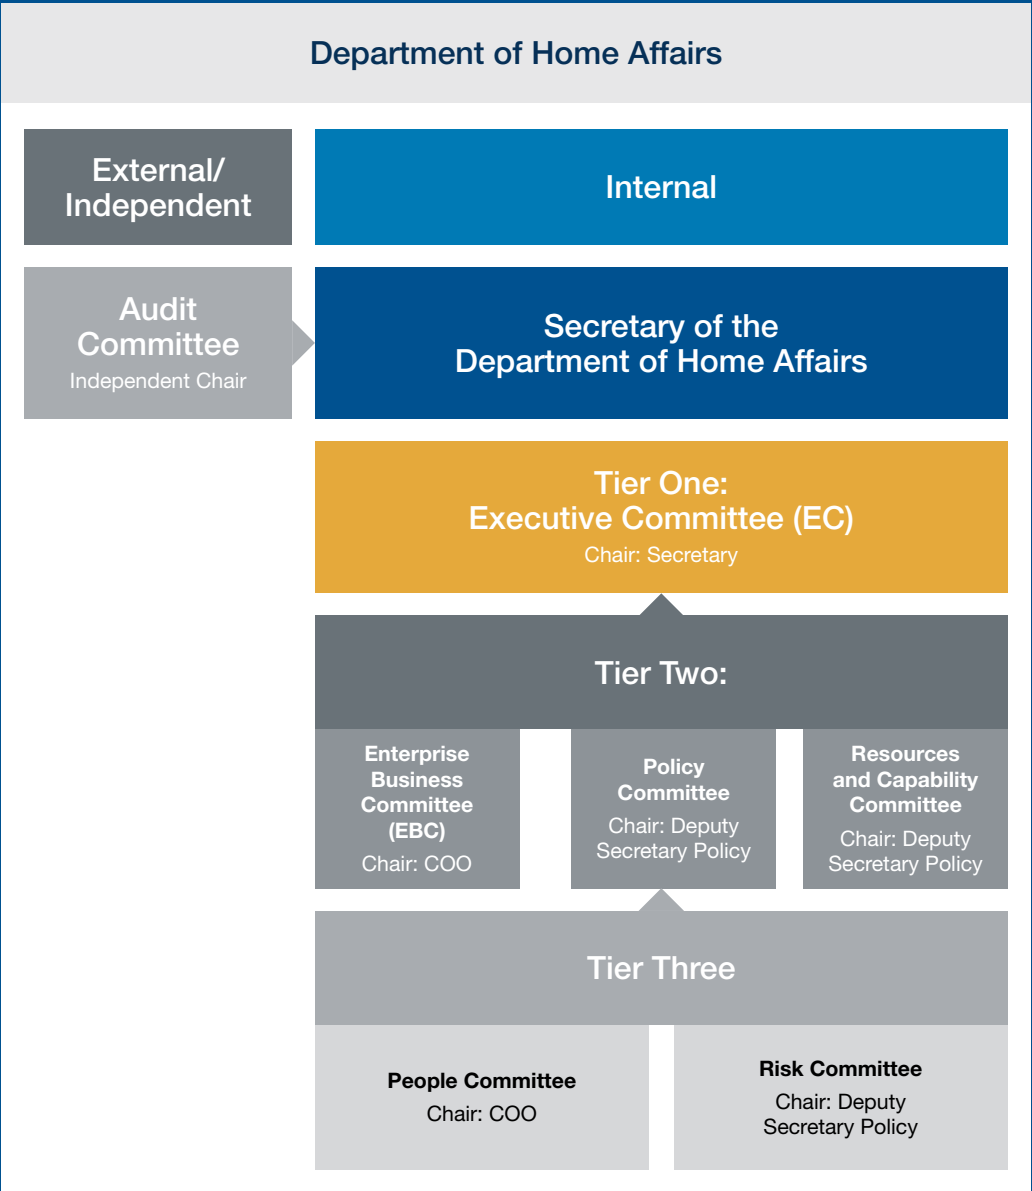 Department of Home Affairs
External/
Independent
Internal
Audit
Committee
Independent Chair
Secretary of the
Department of Home Affairs
Tier One:
Executive Committee (EC)
Chair: Secretary
Tier Two:
Enterprise
Business
Committee
(EBC)
Chair: COO
Policy
Committee
Chair: Deputy
Secretary Policy
Resources
and Capability
Committee
Chair: Deputy
Secretary Policy
Tier Three
People Committee
Chair: COO
Risk Committee
Chair: Deputy
Secretary Policy